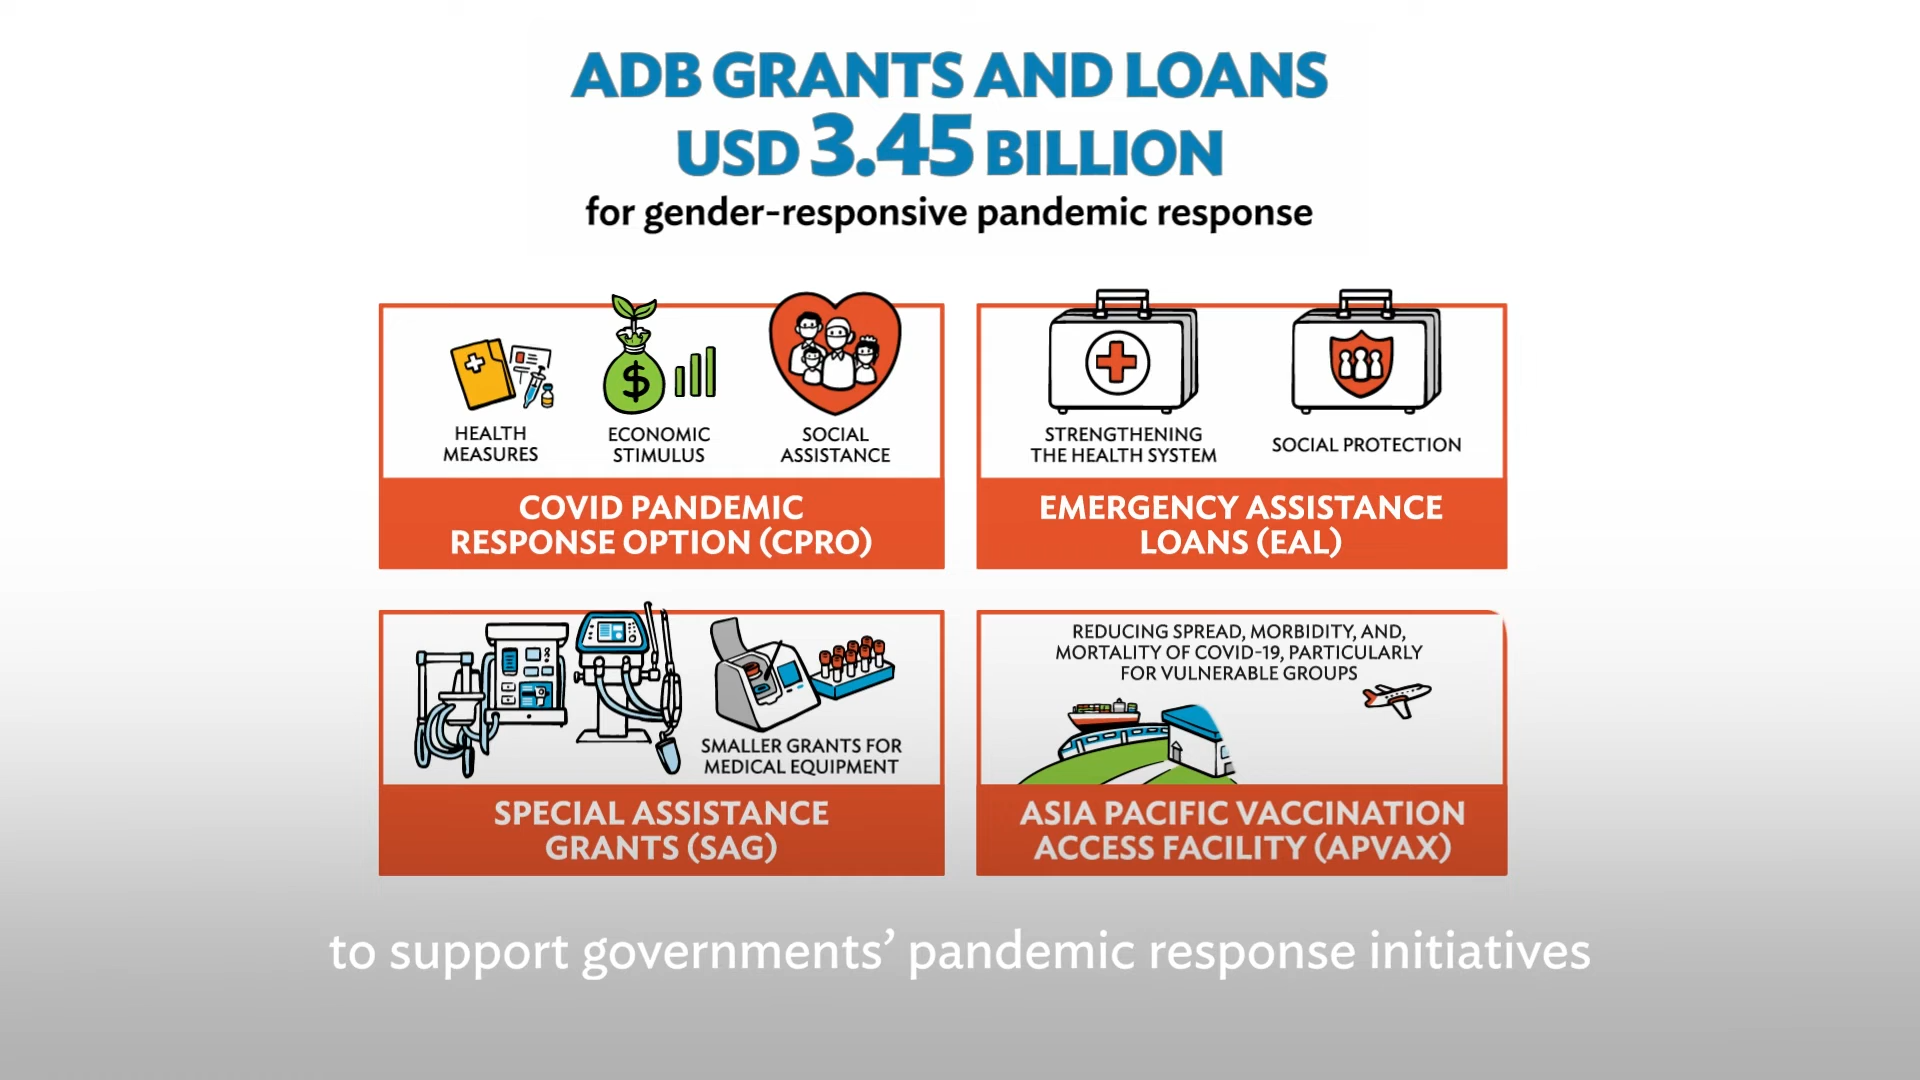 ADB GRANTS AND LOANS
USD 3.45 BILLION
for gender-responsive pandemic response
HEALTH
MEASURES
ECONOMIC
STIMULUS
SOCIAL
ASSISTANCE
COVID PANDEMIC
RESPONSE OPTION (CPRO)
STRENGTHENING
THE HEALTH SYSTEM
SOCIAL PROTECTION
EMERGENCY ASSISTANCE
LOANS (EAL)
SMALLER GRANTS FOR
MEDICAL EQUIPMENT
SPECIAL ASSISTANCE
GRANTS (SAG)
REDUCING SPREAD, MORBIDITY, AND,
MORTALITY OF COVID-19, PARTICULARLY
FOR VULNERABLE GROUPS
ASIA PACIFIC VACCINATION
ACCESS FACILITY (APVAX)
to support governments’ pandemic response initiatives